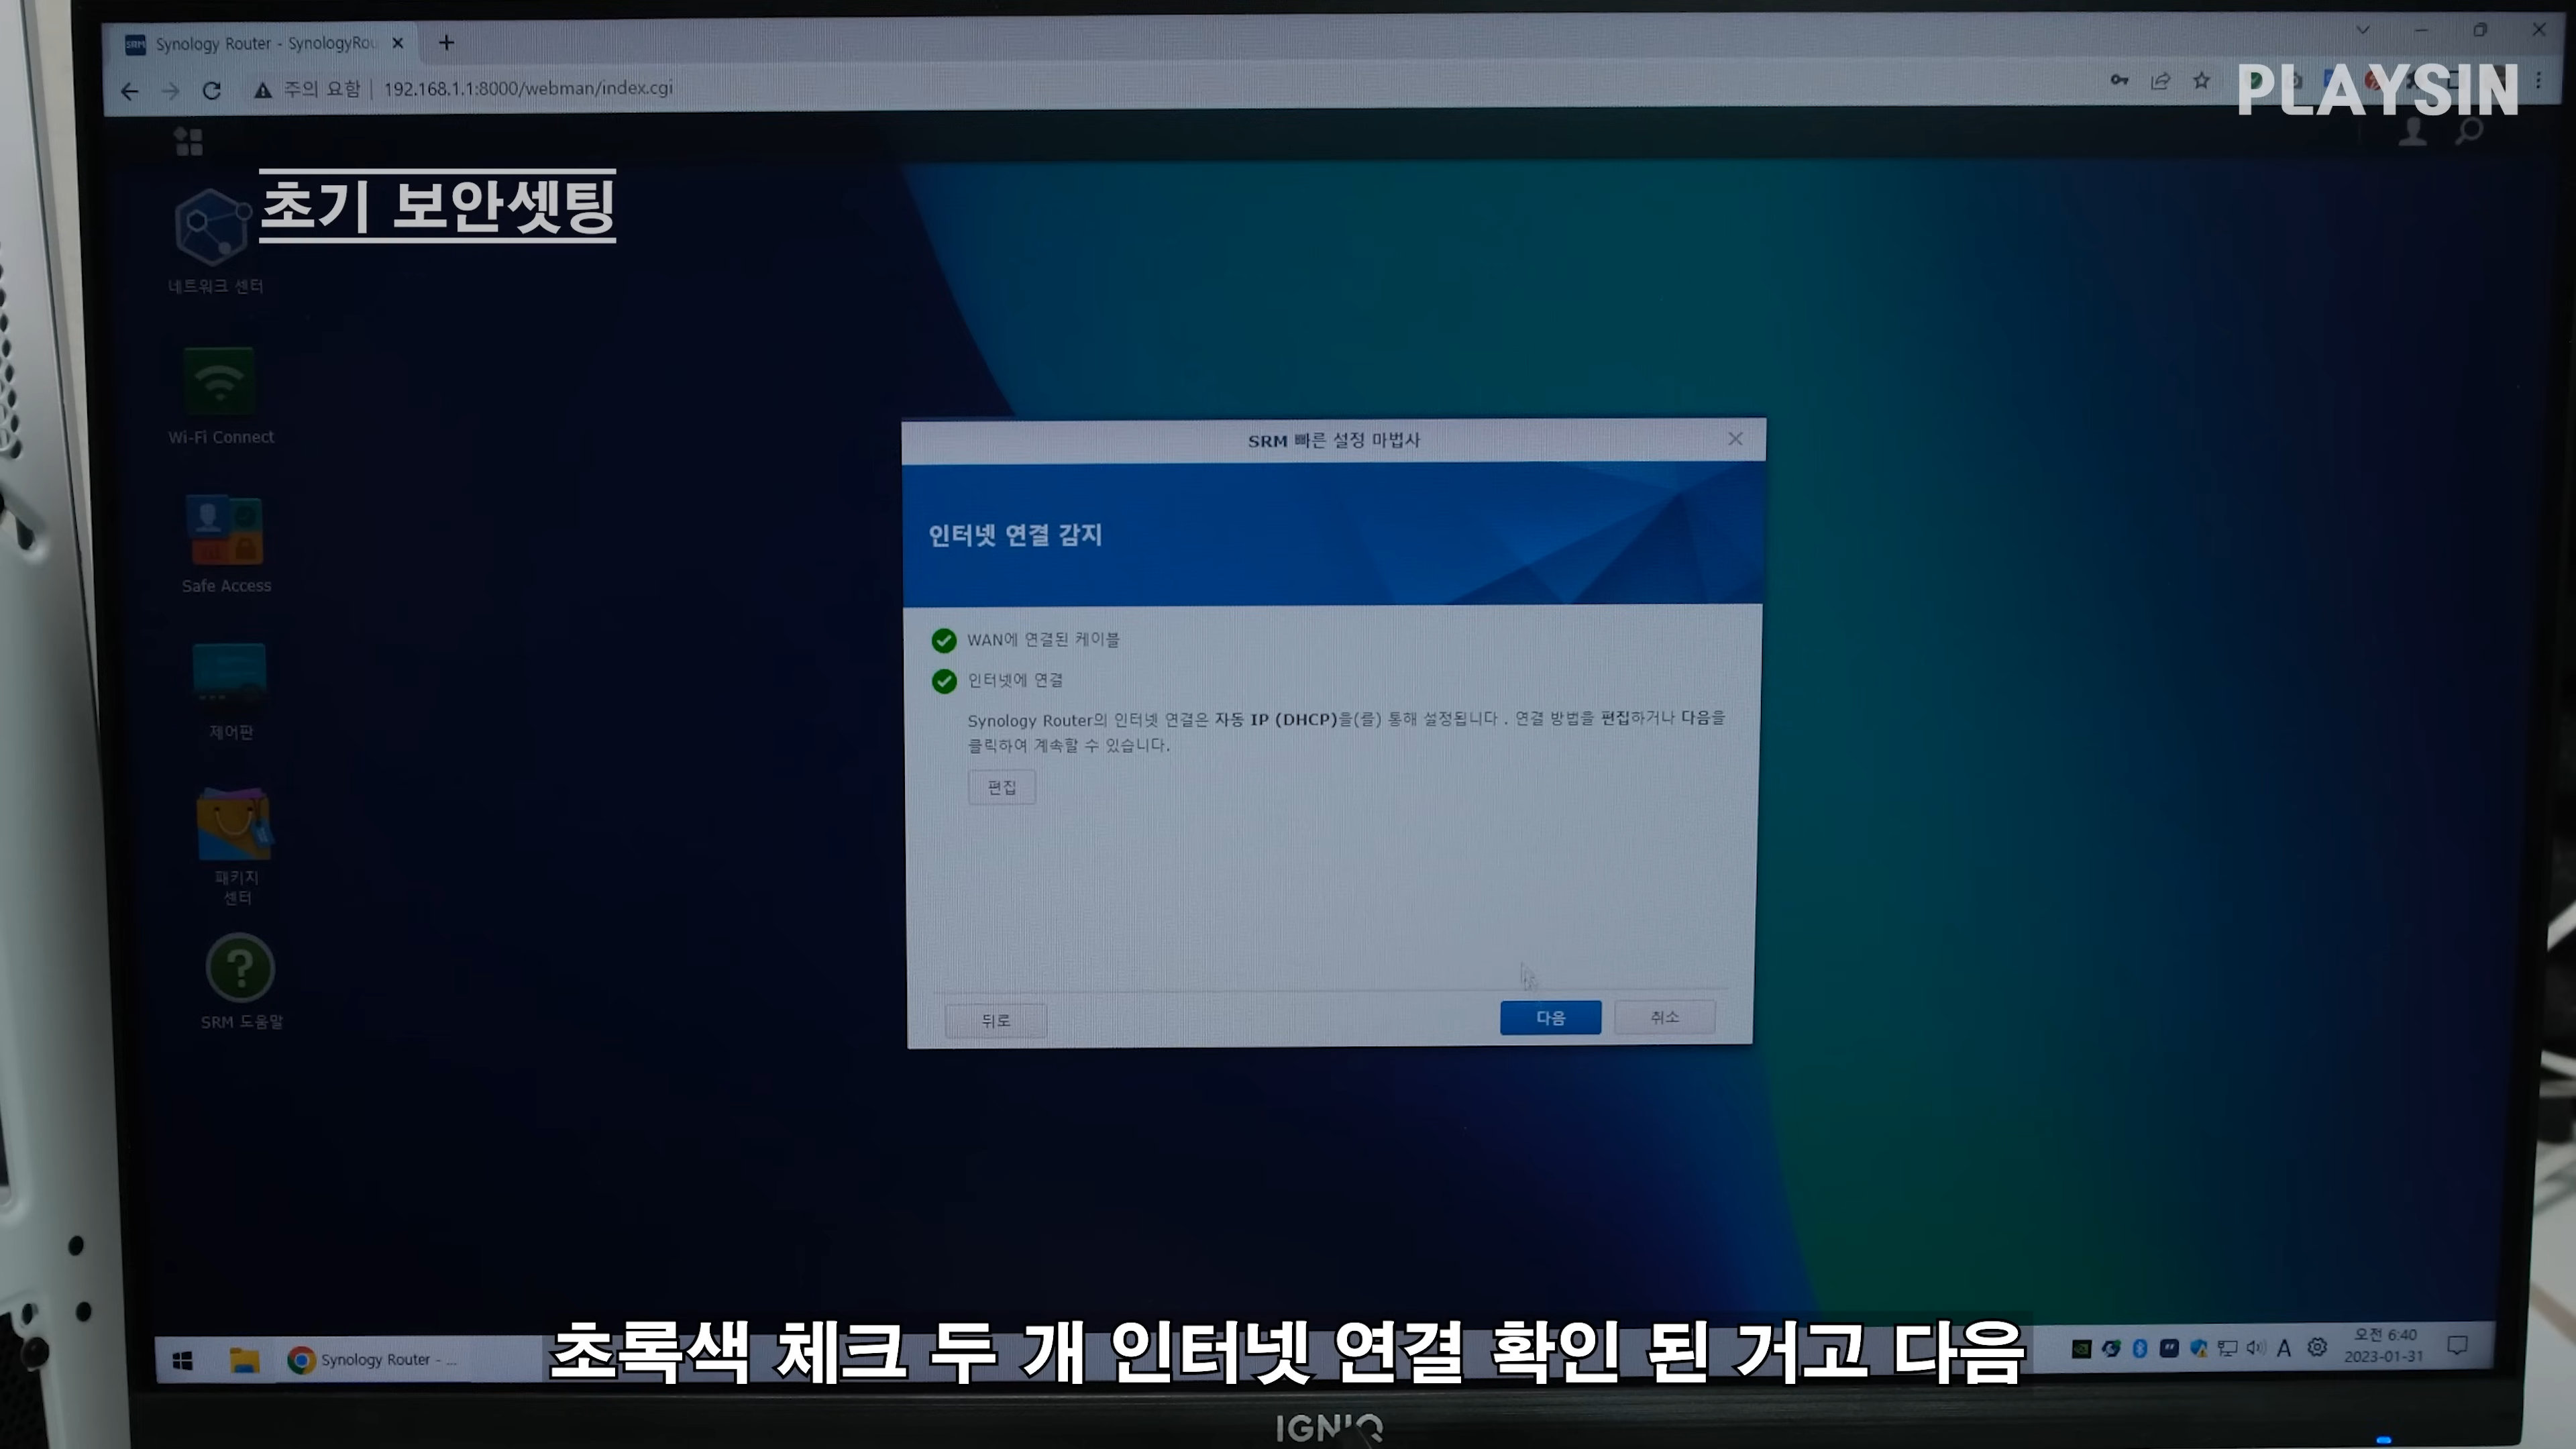 Synology Router - SynologyRou
주의 요함 | 192.168.1.1:8000/webman/index.cgi
PLAYSIN
초기 보안셋팅
네트워크 센터
Wi-Fi Connect
Safe Access
제어판
패키지
센터
SRM 도움말
SRM 빠른 설정 마법사
인터넷 연결 감지
WAN에 연결된 케이블
인터넷에 연결
Synology Router의 인터넷 연결은 자동 IP (DHCP)을(를) 통해 설정됩니다 . 연결 방법을 편집하거나 다음을
클릭하여 계속할 수 있습니다.
편집
뒤로
다음
취소
초록색 체크 두 개 인터넷 연결 확인 된 거고 다음
Synology Router - ...
A
오전 6:40
2023-01-31
IGNIQ